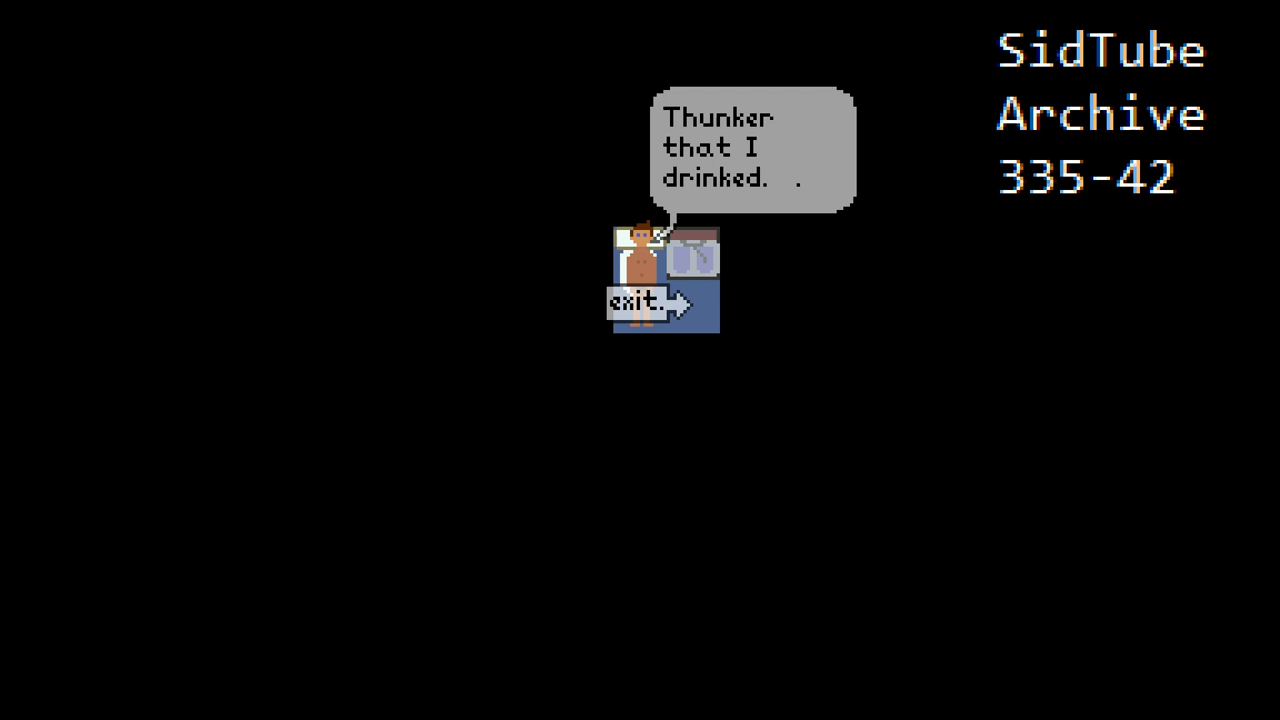 SidTube
Archive
335-42
Thunker
that I
drinked.  .
exit.